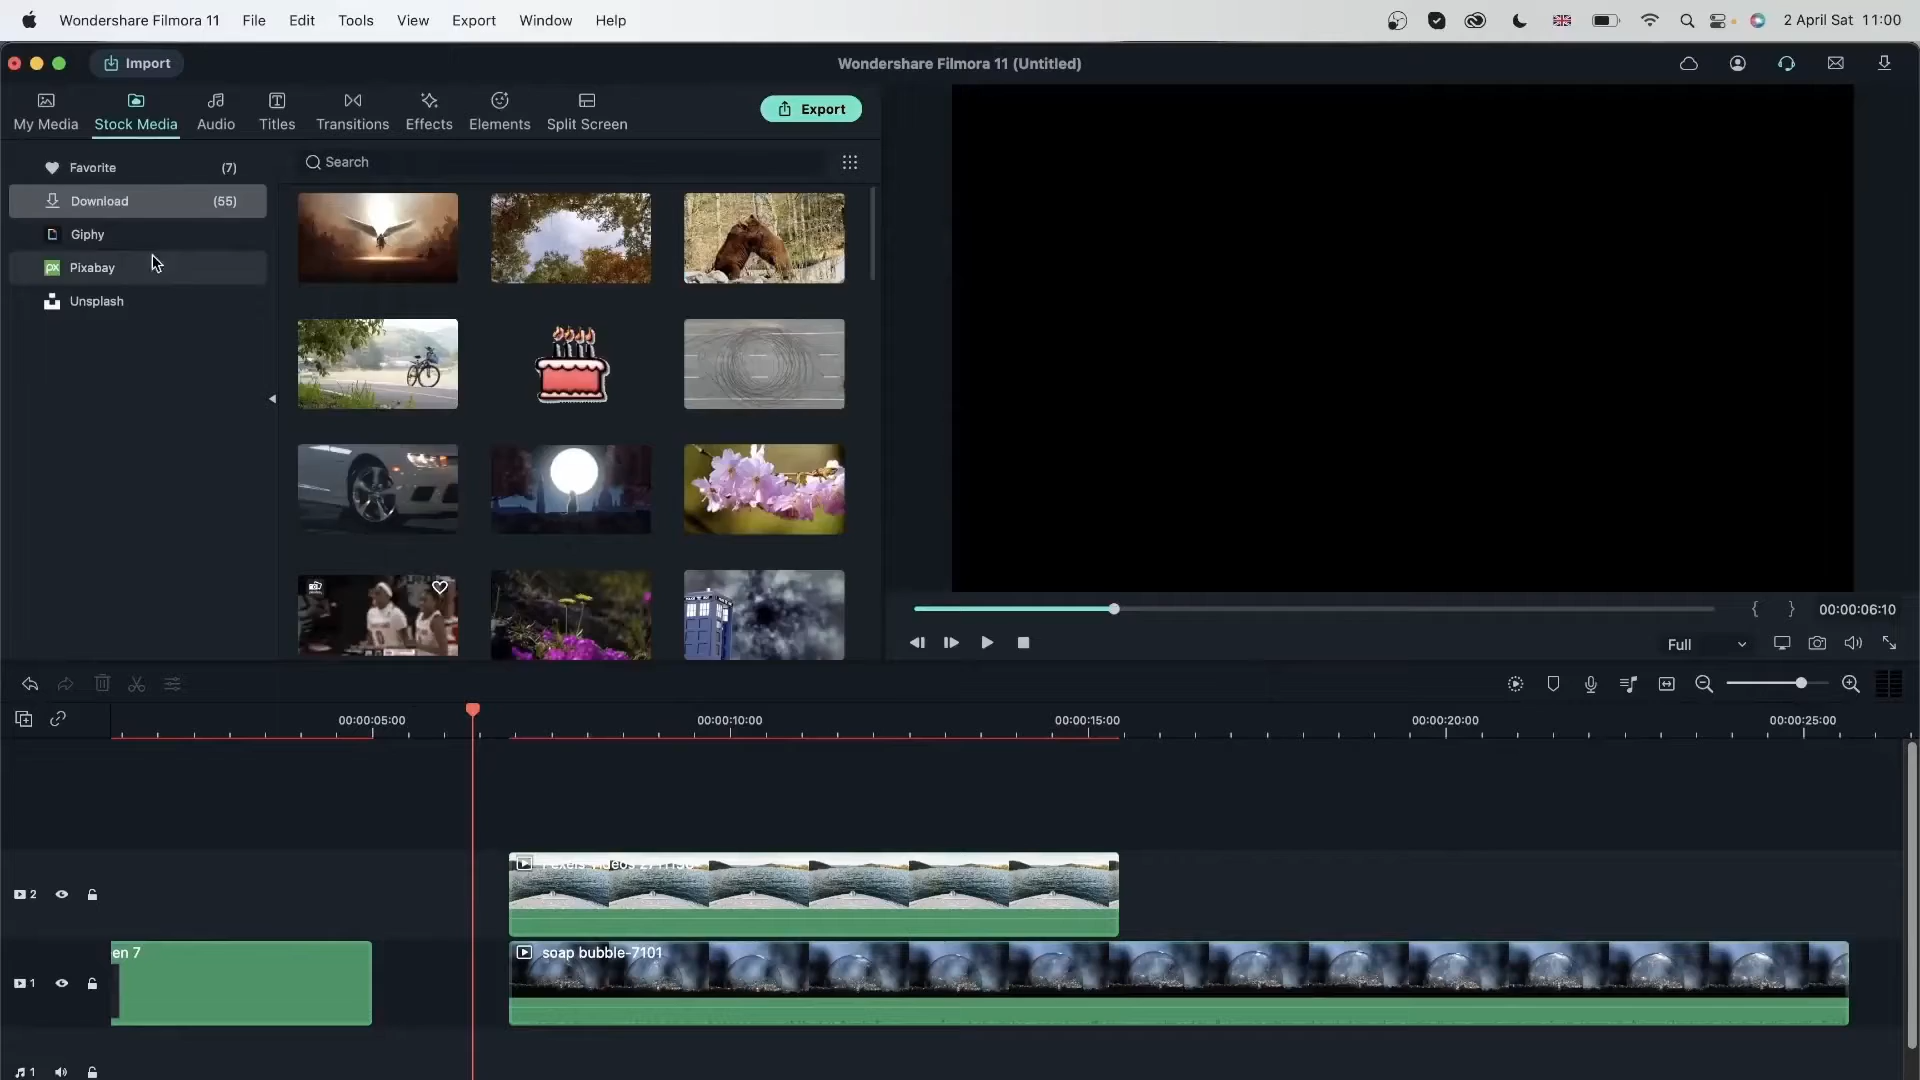 Wondershare Filmora 11 File Edit Tools View Export Window Help 2 April Sat 11:00
Import Wondershare Filmora 11 (Untitled)
My Media Stock Media Audio Titles Transitions Effects Elements Split Screen Export
Favorite (7)
Search
Download (55)
Giphy
Pixabay
Unsplash
{ } 00:00:06:10
Full
00:00:05:00 00:00:10:00 00:00:15:00 00:00:20:00 00:00:25:00
2
en 7
soap bubble-7101
1
1